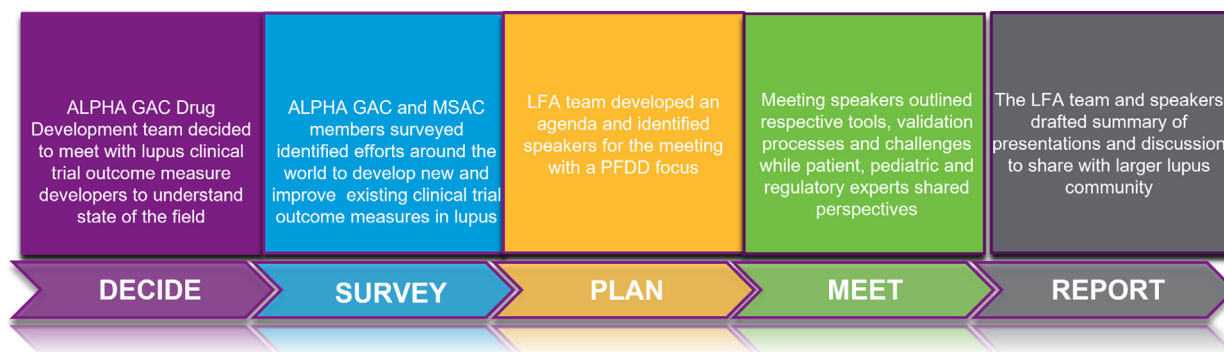 ALPHA GAC Drug
Development team decided
to meet with lupus clinical
trial outcome measure
developers to understand
state of the field
ALPHA GAC and MSAC
members surveyed
identified efforts around the
world to develop new and
improve existing clinical trial
outcome measures in lupus
LFA team developed an
agenda and identified
speakers for the meeting
with a PFDD focus
Meeting speakers outlined
respective tools, validation
processes and challenges
while patient, pediatric and
regulatory experts shared
perspectives
The LFA team and speakers
drafted summary of
presentations and discussion
to share with larger lupus
community
DECIDE
SURVEY
PLAN
MEET
REPORT